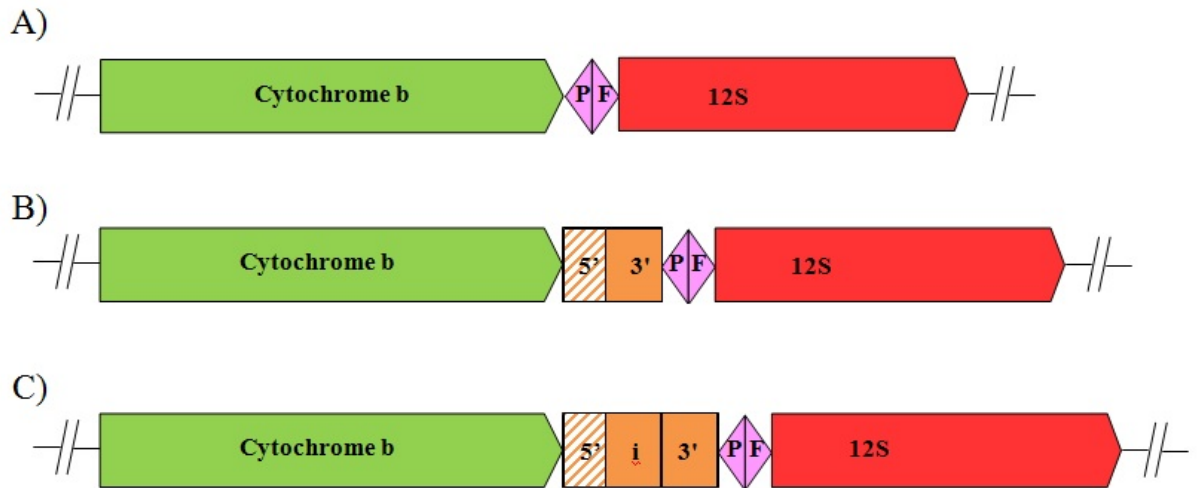 A)
Cytochrome b P F 12S
B)
Cytochrome b 5' 3' P F 12S
C)
Cytochrome b 5' i 3' P F 12S